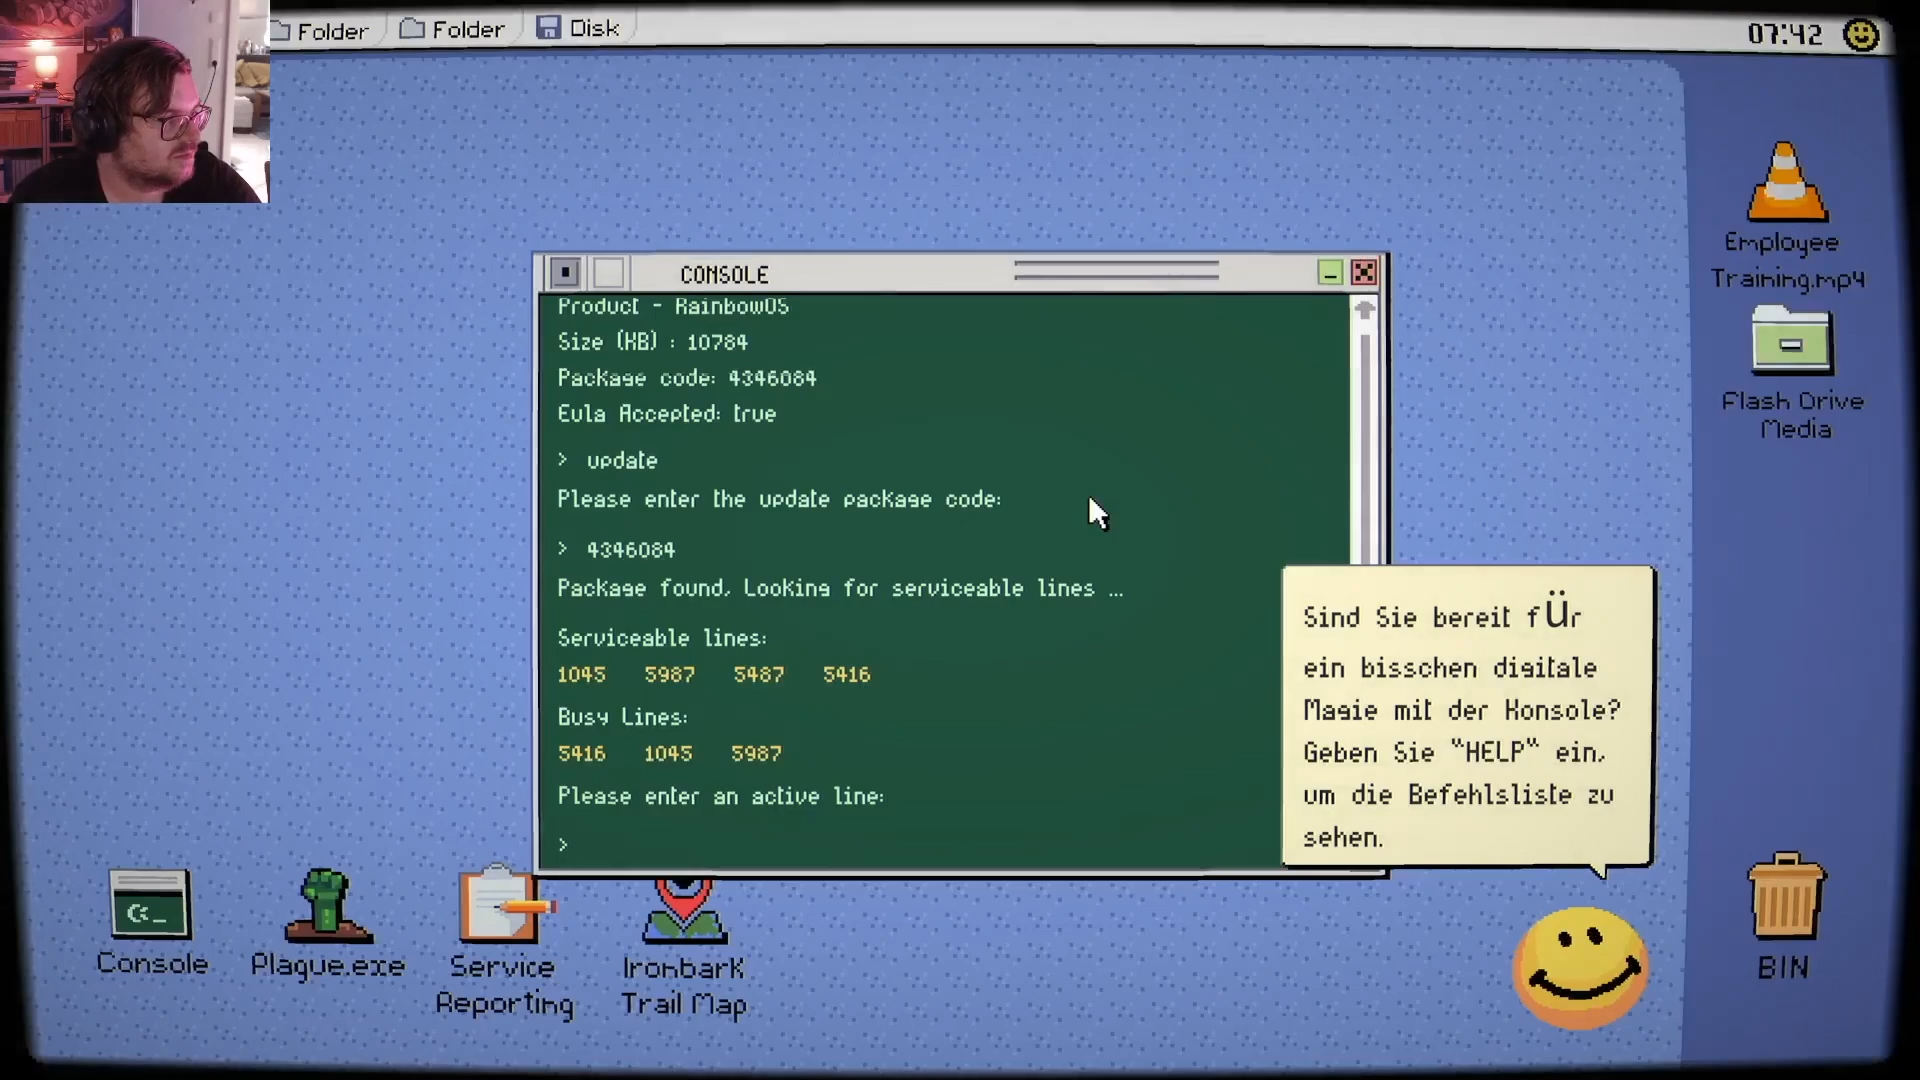 Folder
Folder
Disk
07:42
CONSOLE
Product - RainbowOS
Size (KB) : 10784
Package code: 4346084
Eula Accepted: true
> update
Please enter the update package code:
> 4346084
Package found, Looking for serviceable lines ...
Serviceable lines:
1045 5987 5487 5416
Busy Lines:
5416 1045 5987
Please enter an active line:
>
Sind Sie bereit fÜr
ein bisschen digitale
Magie mit der Konsole?
Geben Sie "HELP" ein,
um die Befehlsliste zu
sehen.
Employee
Training.mp4
Flash Drive
Media
BIN
Console
Plague.exe
Service
Reporting
Ironbark
Trail Map